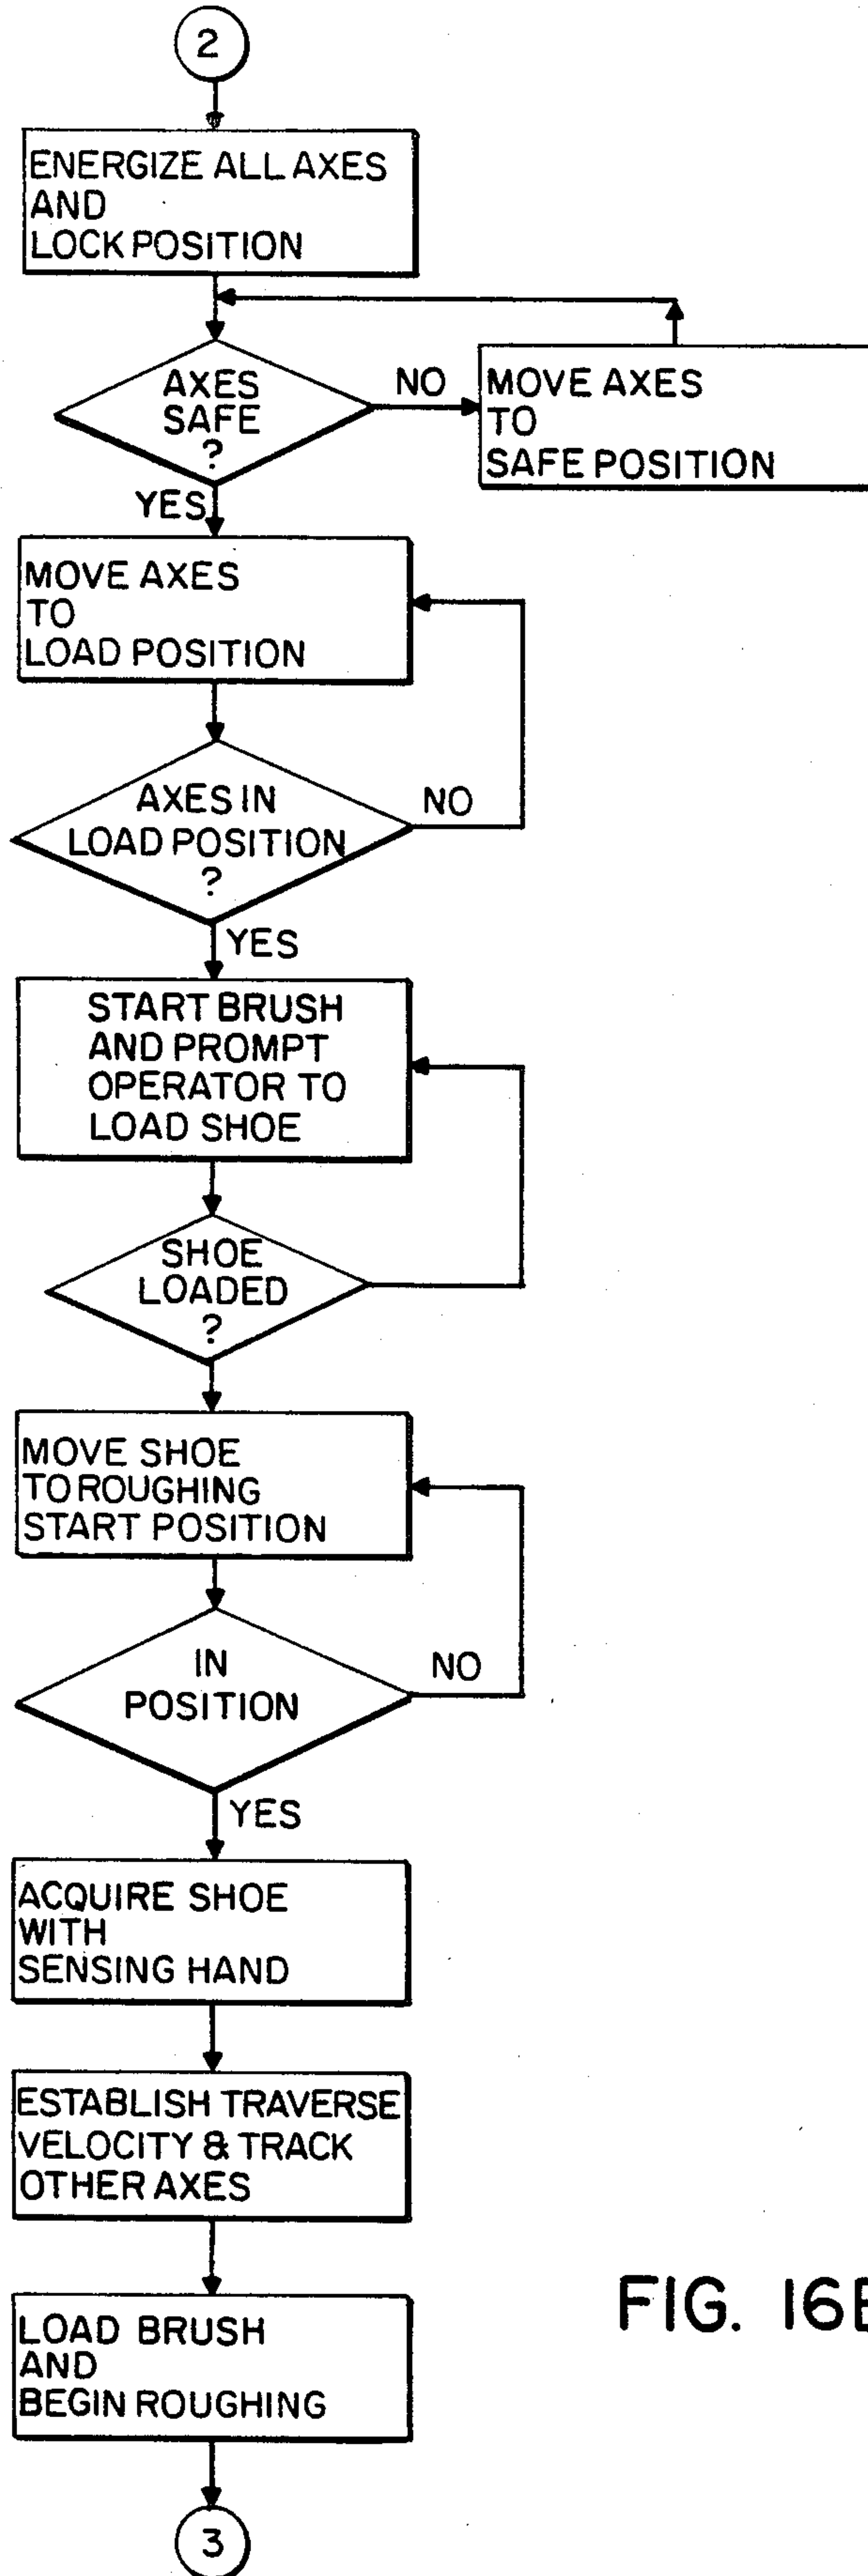 2
ENERGIZE ALL AXES
AND
LOCK POSITION
AXES
SAFE
?
NO
MOVE AXES
TO
SAFE POSITION
YES
MOVE AXES
TO
LOAD POSITION
AXES IN
LOAD POSITION
?
NO
YES
START BRUSH
AND PROMPT
OPERATOR TO
LOAD SHOE
SHOE
LOADED
?
MOVE SHOE
TO ROUGHING
START POSITION
IN
POSITION
NO
YES
ACQUIRE SHOE
WITH
SENSING HAND
ESTABLISH TRAVERSE
VELOCITY & TRACK
OTHER AXES
LOAD BRUSH
AND
BEGIN ROUGHING
FIG. 16B
3